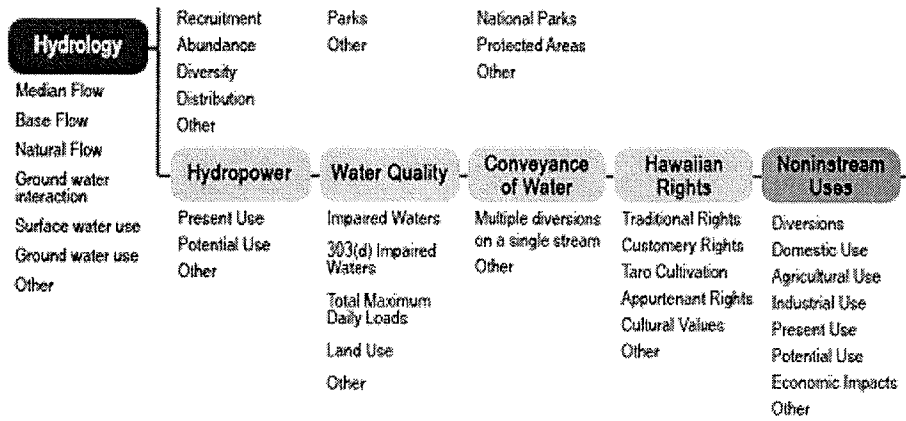 Hydrology
Median Flow
Base Flow
Natural Flow
Ground water
interaction
Surface water use
Ground water use
Other
Recruitment
Abundance
Diversity
Distribution
Other
Parks
Other
National Parks
Protected Areas
Other
Hydropower
Present Use
Potential Use
Other
Water Quality
Impaired Waters
303(d) Impaired
Waters
Total Maximum
Daily Loads
Land Use
Other
Conveyance
of Water
Multiple diversions
on a single stream
Other
Hawaiian
Rights
Traditional Rights
Customery Rights
Taro Cultivation
Appurtenant Rights
Cultural Values
Other
Noninstream
Uses
Diversions
Domestic Use
Agricultural Use
Industrial Use
Present Use
Potential Use
Economic Impacts
Other